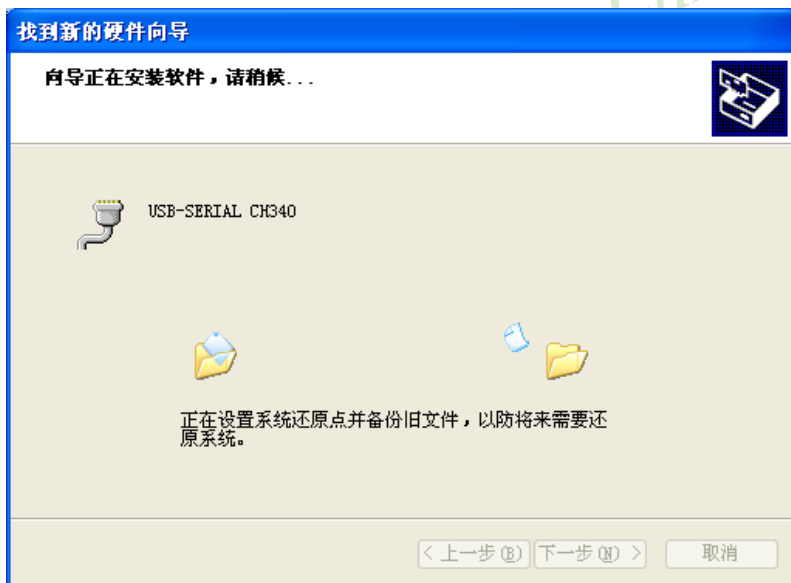 找到新的硬件向导
向导正在安装软件，请稍候...
USB-SERIAL CH340
正在设置系统还原点并备份旧文件，以防将来需要还
原系统。
< 上一步(B) 下一步(N) > 取消